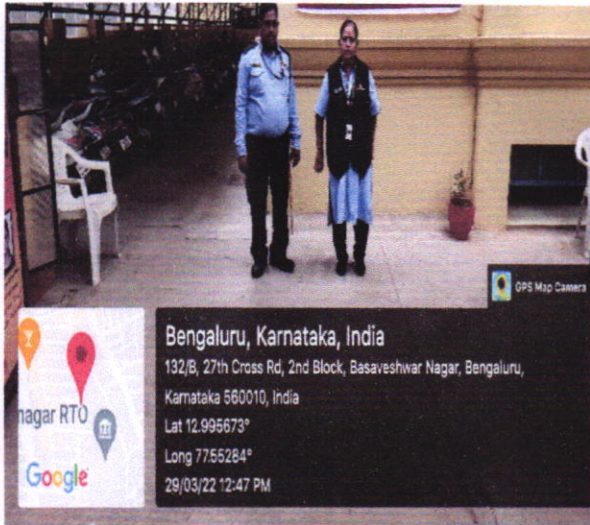 GPS Map Camera
Bengaluru, Karnataka, India
132/B, 27th Cross Rd, 2nd Block, Basaveshwar Nagar, Bengaluru,
Karnataka 560010, India
Lat 12.995673°
Long 77.55284°
29/03/22 12:47 PM
nagar RTO
Google